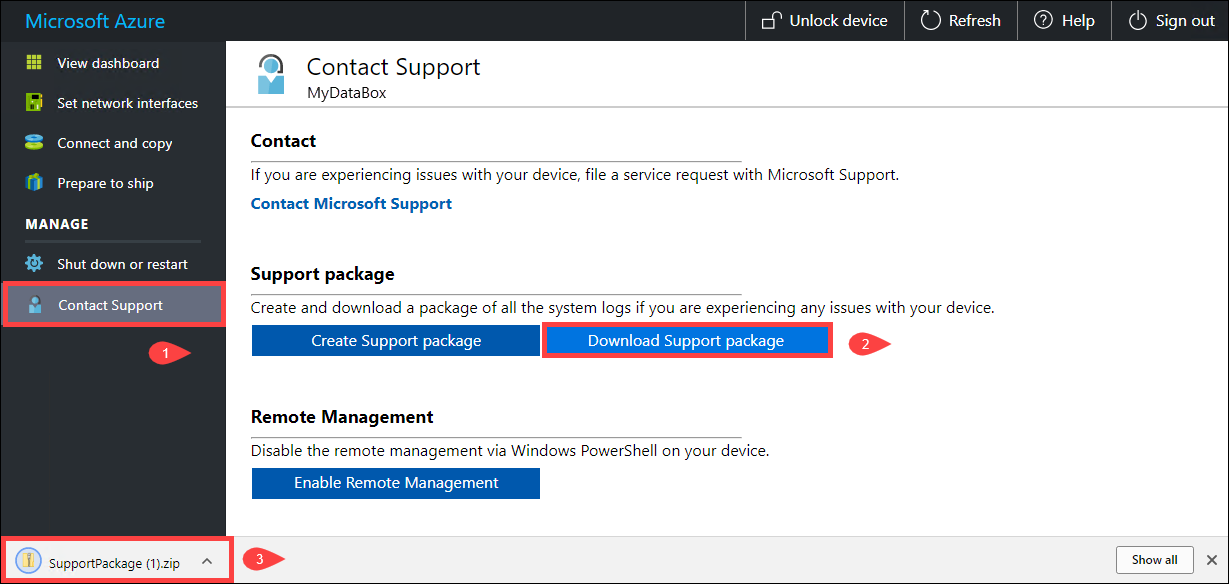 Microsoft Azure
Unlock device
Refresh
Help
Sign out
View dashboard
Set network interfaces
Connect and copy
Prepare to ship
MANAGE
Shut down or restart
Contact Support
1
Contact Support
MyDataBox
Contact
If you are experiencing issues with your device, file a service request with Microsoft Support.
Contact Microsoft Support
Support package
Create and download a package of all the system logs if you are experiencing any issues with your device.
Create Support package
Download Support package
2
Remote Management
Disable the remote management via Windows PowerShell on your device.
Enable Remote Management
SupportPackage (1).zip
3
Show all